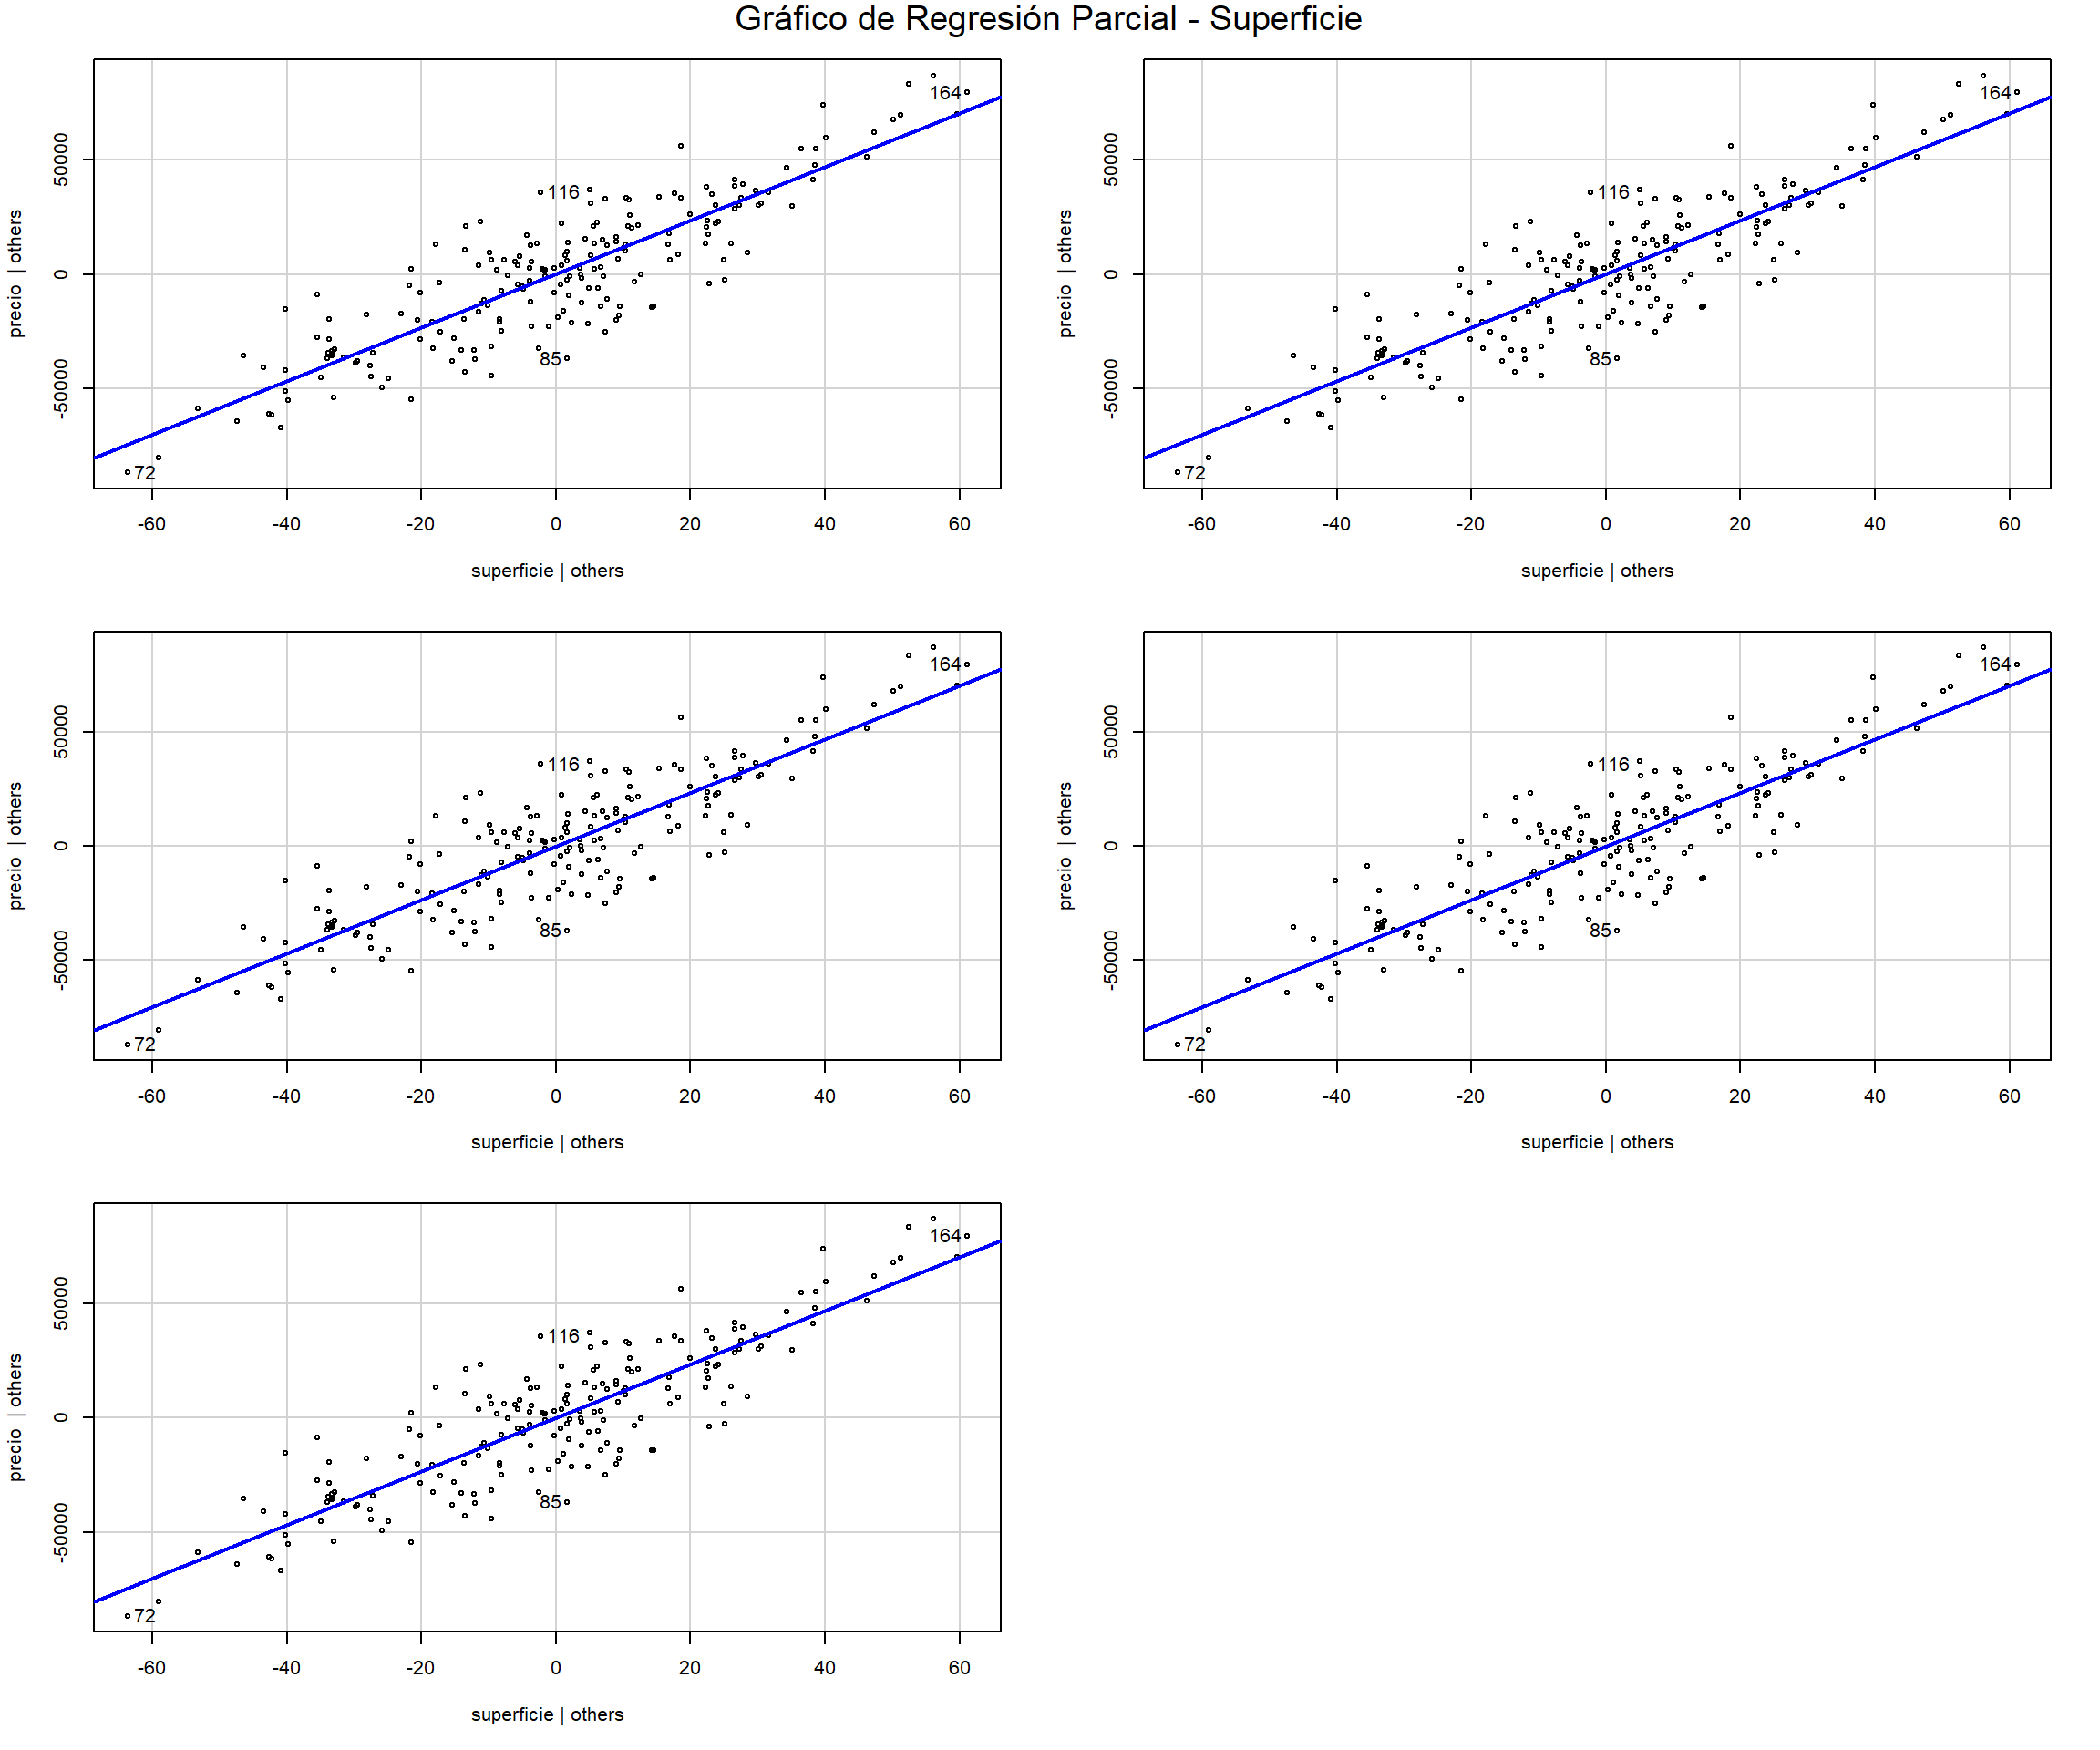 Gráfico de Regresión Parcial - Superficie
precio | others
50000
0
-50000
164
116
85
72
-60 -40 -20 0 20 40 60
superficie | others
precio | others
50000
0
-50000
164
116
85
72
-60 -40 -20 0 20 40 60
superficie | others
precio | others
50000
0
-50000
164
116
85
72
-60 -40 -20 0 20 40 60
superficie | others
precio | others
50000
0
-50000
164
116
85
72
-60 -40 -20 0 20 40 60
superficie | others
precio | others
50000
0
-50000
164
116
85
72
-60 -40 -20 0 20 40 60
superficie | others